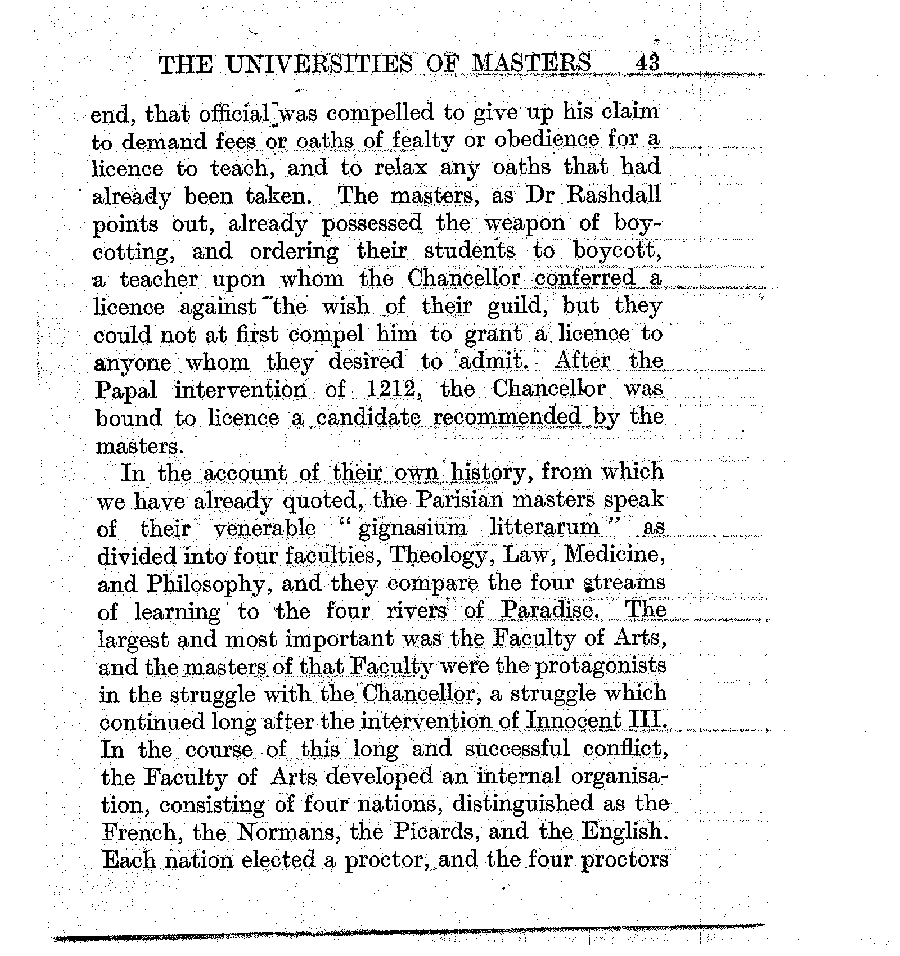 THE UNIVERSITIES OF MASTERS 43
end, that official was compelled to give up his claim
to demand fees or oaths of fealty or obedience for a
licence to teach, and to relax any oaths that had
already been taken. The masters, as Dr Rashdall
points out, already possessed the weapon of boy-
cotting, and ordering their students to boycott,
a teacher upon whom the Chancellor conferred a
licence against the wish of their guild, but they
could not at first compel him to grant a licence to
anyone whom they desired to admit. After the
Papal intervention of 1212, the Chancellor was
bound to licence a candidate recommended by the
masters.
In the account of their own history, from which
we have already quoted, the Parisian masters speak
of their venerable “gignasium litterarum” as
divided into four faculties, Theology, Law, Medicine,
and Philosophy, and they compare the four streams
of learning to the four rivers of Paradise. The
largest and most important was the Faculty of Arts,
and the masters of that Faculty were the protagonists
in the struggle with the Chancellor, a struggle which
continued long after the intervention of Innocent III.
In the course of this long and successful conflict,
the Faculty of Arts developed an internal organisa-
tion, consisting of four nations, distinguished as the
French, the Normans, the Picards, and the English.
Each nation elected a proctor, and the four proctors